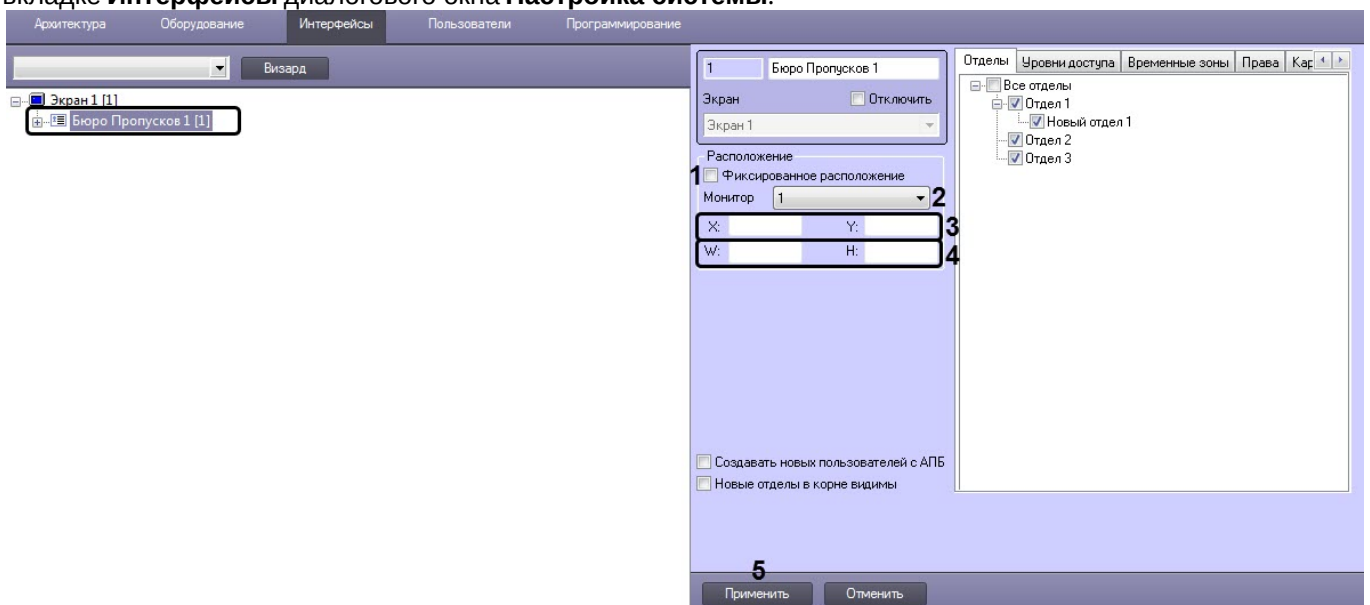 вкладке Интерфейсы диалогового окна Настройка системы.
Архитектура Оборудование Интерфейсы Пользователи Программирование
Визард
Экран 1 [1]
Бюро Пропусков 1 [1]
1 Бюро Пропусков 1
Экран Отключить
Экран 1
Расположение
1 Фиксированное расположение
Монитор 1 2
X: Y: 3
W: H: 4
Создавать новых пользователей с АПБ
Новые отделы в корне видимы
Отделы Уровни доступа Временные зоны Права Кар
Все отделы
Отдел 1
Новый отдел 1
Отдел 2
Отдел 3
5
Применить Отменить